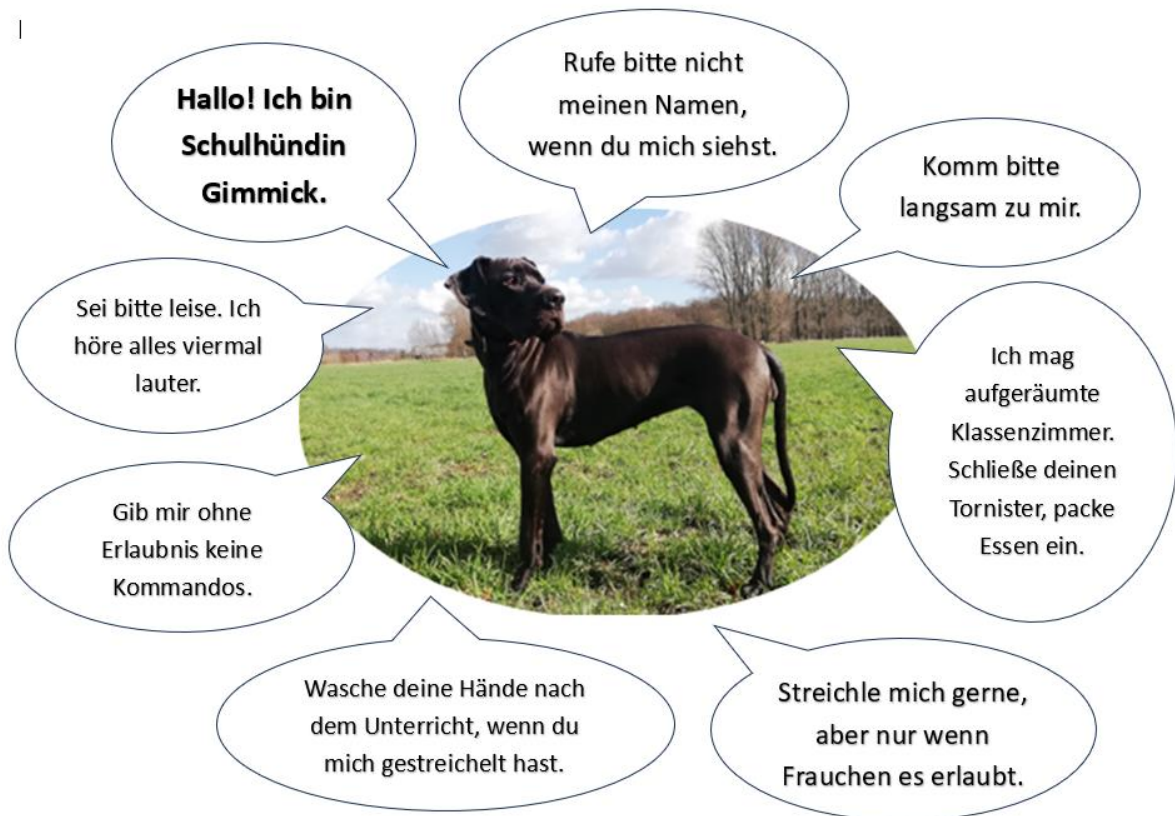 Hallo! Ich bin
Schulhündin
Gimmick.
Rufe bitte nicht
meinen Namen,
wenn du mich siehst.
Komm bitte
langsam zu mir.
Sei bitte leise. Ich
höre alles viermal
lauter.
Ich mag
aufgeräumte
Klassenzimmer.
Schließe deinen
Tornister, packe
Essen ein.
Gib mir ohne
Erlaubnis keine
Kommandos.
Wasche deine Hände nach
dem Unterricht, wenn du
mich gestreichelt hast.
Streichle mich gerne,
aber nur wenn
Frauchen es erlaubt.